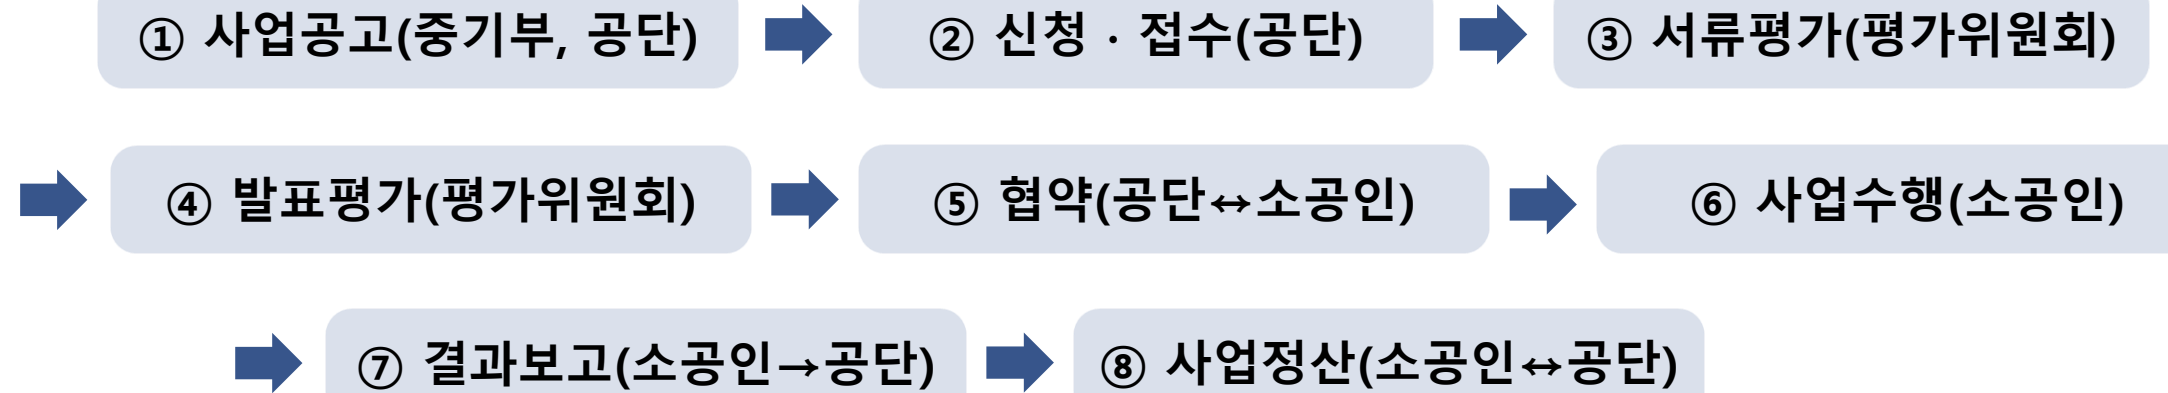 ① 사업공고(중기부, 공단)
② 신청 · 접수(공단)
③ 서류평가(평가위원회)
④ 발표평가(평가위원회)
⑤ 협약(공단↔소공인)
⑥ 사업수행(소공인)
⑦ 결과보고(소공인→공단)
⑧ 사업정산(소공인↔공단)